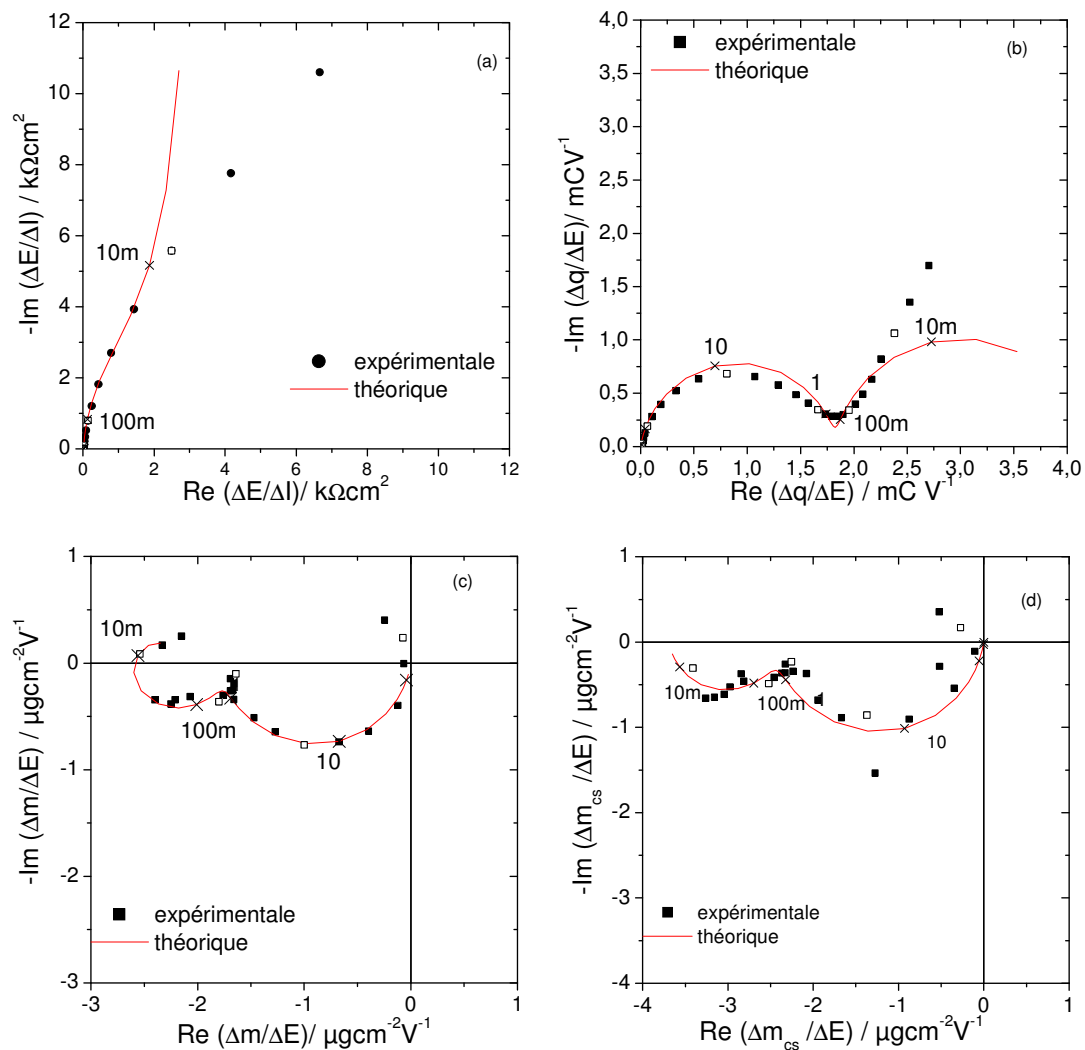 (a)
10
8
6
4
2
0
-Im (ΔE/ΔI) / kΩcm²
10m
100m
expérimentale
théorique
0 2 4 6 8 10 12
Re (ΔE/ΔI)/ kΩcm²
(b)
expérimentale
théorique
4,0
3,5
3,0
2,5
2,0
1,5
1,0
0,5
0,0
-Im (Δq/ΔE)/ mCV⁻¹
10
1
100m
10m
0,0 0,5 1,0 1,5 2,0 2,5 3,0 3,5 4,0
Re (Δq/ΔE) / mC V⁻¹
(c)
1
0
-1
-2
-3
-Im (Δm/ΔE) / µgcm⁻²V⁻¹
10m
100m
10
expérimentale
théorique
-3 -2 -1 0 1
Re (Δm/ΔE)/ µgcm⁻²V⁻¹
(d)
1
0
-1
-2
-3
-4
-Im (Δm_cs /ΔE) / µgcm⁻²V⁻¹
10m
100m
1
10
expérimentale
théorique
-4 -3 -2 -1 0 1
Re (Δm_cs /ΔE) / µgcm⁻²V⁻¹